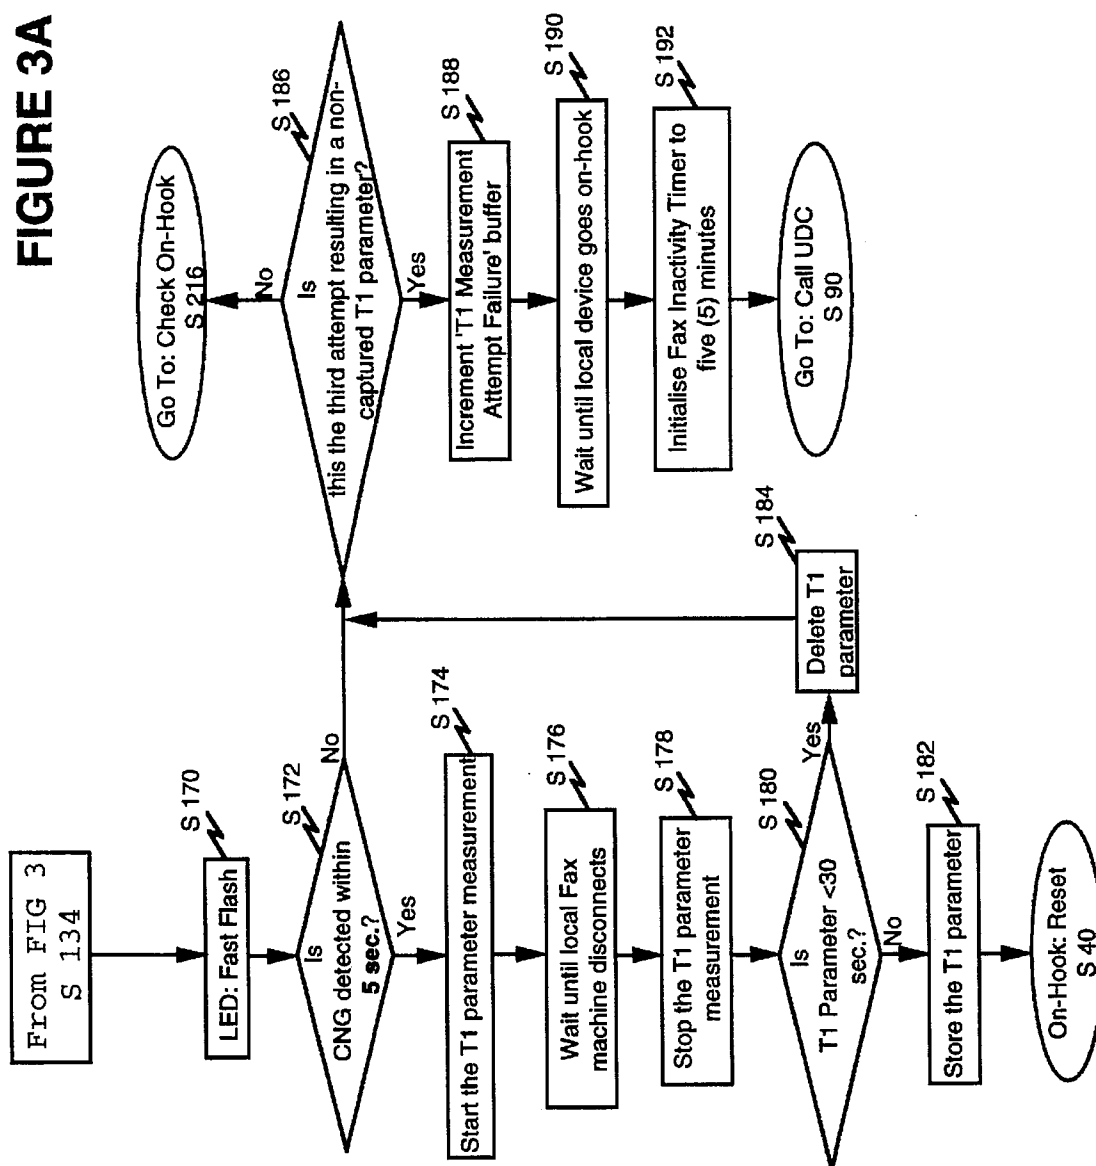 FIGURE 3A
From FIG 3
S 134
S 170
LED: Fast Flash
S 172
Is
CNG detected within
5 sec.?
No
Yes
S 174
Start the T1 parameter measurement
S 176
Wait until local Fax
machine disconnects
S 178
Stop the T1 parameter
measurement
S 180
Is
T1 Parameter <30
sec.?
Yes
No
S 182
Store the T1 parameter
On-Hook: Reset
S 40
S 184
Delete T1
parameter
Go To: Check On-Hook
S 216
No
S 186
Is
this the third attempt resulting in a non-
captured T1 parameter?
Yes
S 188
Increment 'T1 Measurement
Attempt Failure' buffer
S 190
Wait until local device goes on-hook
S 192
Initialise Fax Inactivity Timer to
five (5) minutes
Go To: Call UDC
S 90